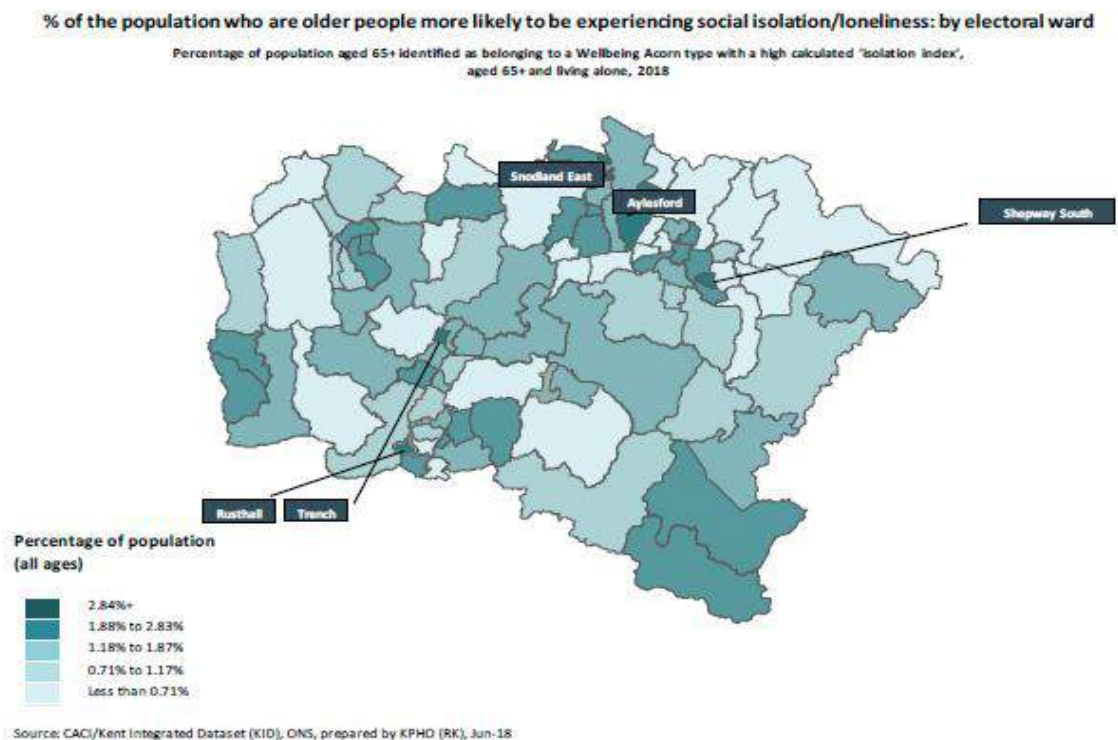 % of the population who are older people more likely to be experiencing social isolation/loneliness: by electoral ward
Percentage of population aged 65+ identified as belonging to a Wellbeing Acorn type with a high calculated 'isolation index',
aged 65+ and living alone, 2018
Snodland East
Aylesford
Shepway South
Rusthall
Trench
Percentage of population
(all ages)
2.84%+
1.88% to 2.83%
1.18% to 1.87%
0.71% to 1.17%
Less than 0.71%
Source: CACI/Kent Integrated Dataset (KID), ONS, prepared by KPHO (RK), Jun-18